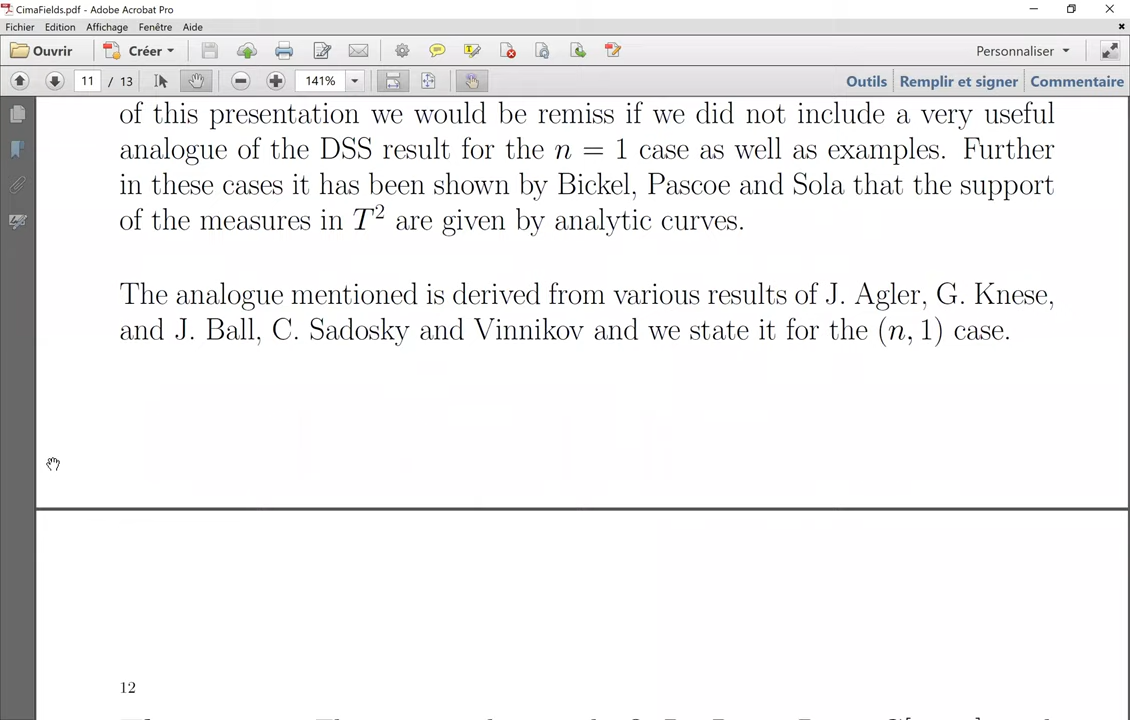 CimaFields.pdf - Adobe Acrobat Pro
Fichier Edition Affichage Fenêtre Aide
Ouvrir Créer Personnaliser
11 / 13 141% Outils Remplir et signer Commentaire
of this presentation we would be remiss if we did not include a very useful
analogue of the DSS result for the n = 1 case as well as examples. Further
in these cases it has been shown by Bickel, Pascoe and Sola that the support
of the measures in T² are given by analytic curves.
The analogue mentioned is derived from various results of J. Agler, G. Knese,
and J. Ball, C. Sadosky and Vinnikov and we state it for the (n, 1) case.
12